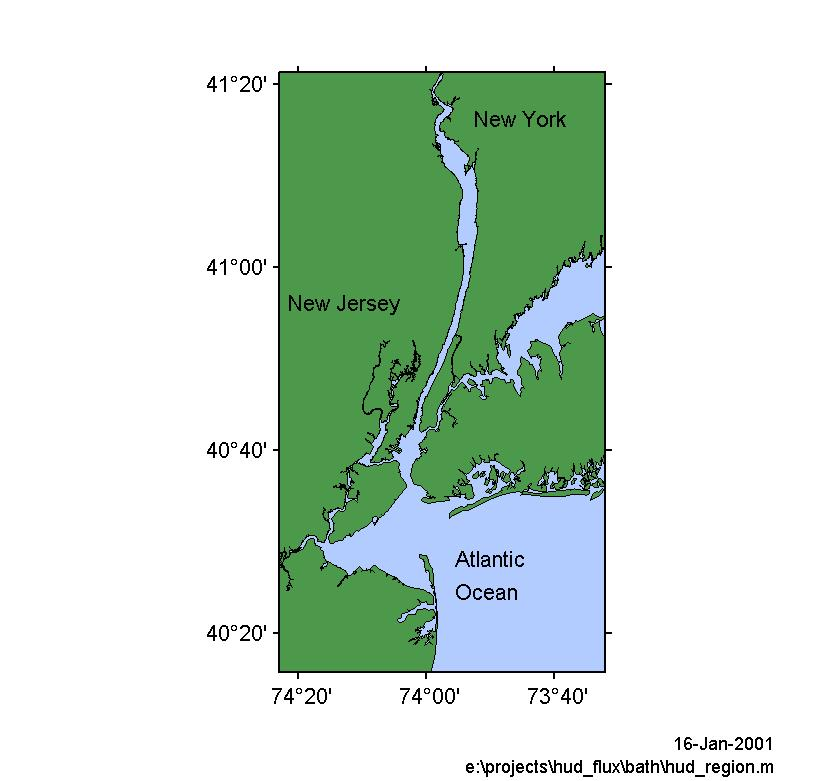 41°20'
New York
41°00'
New Jersey
40°40'
Atlantic
Ocean
40°20'
74°20' 74°00' 73°40'
16-Jan-2001
e:\projects\hud_flux\bath\hud_region.m